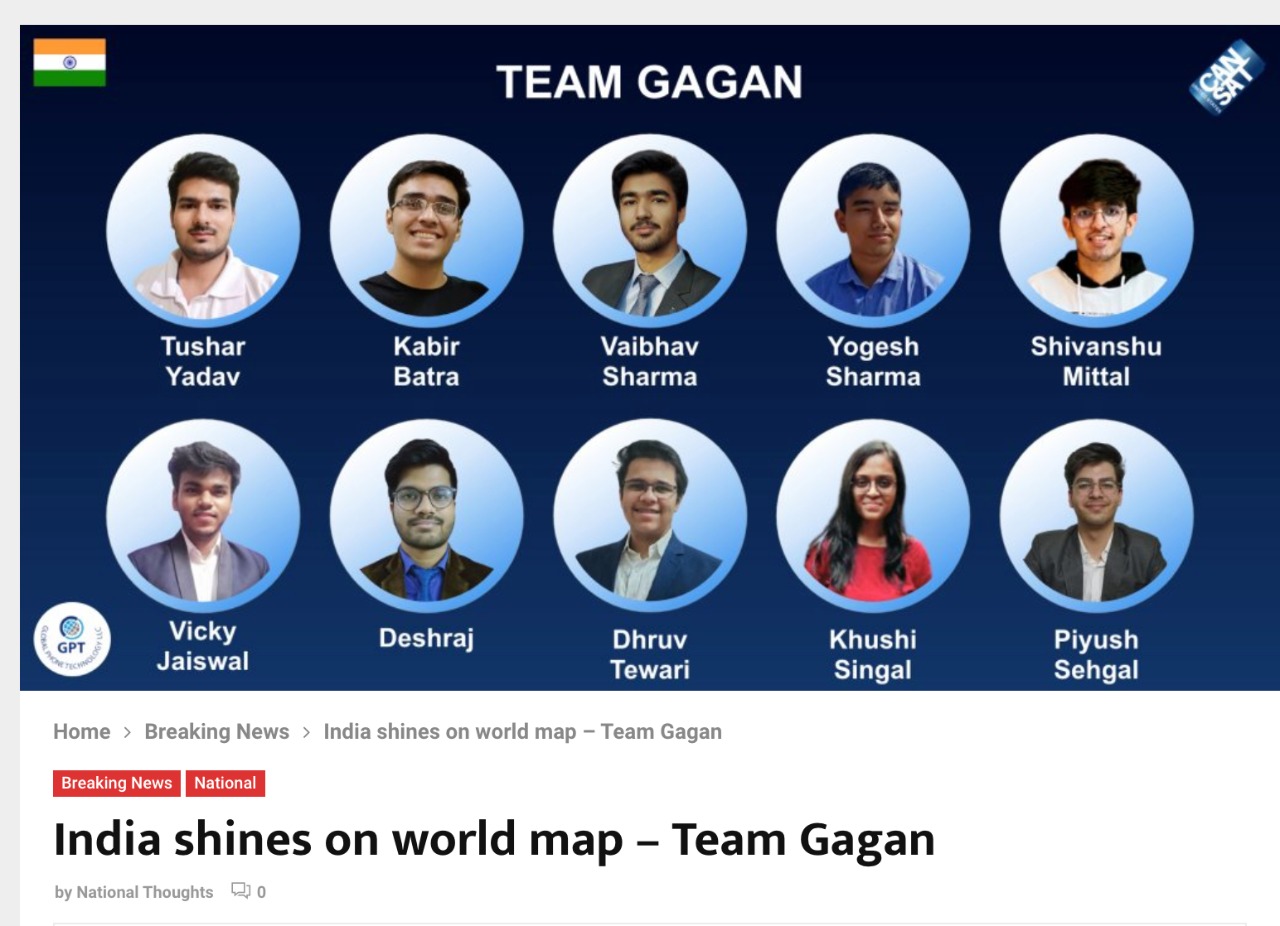 TEAM GAGAN
CAN
SAT
Tushar
Yadav
Kabir
Batra
Vaibhav
Sharma
Yogesh
Sharma
Shivanshu
Mittal
Vicky
Jaiswal
Deshraj
Dhruv
Tewari
Khushi
Singal
Piyush
Sehgal
GPT
GLOBAL PHONE TECHNOLOGY LLC
Home > Breaking News > India shines on world map – Team Gagan
Breaking News National
India shines on world map – Team Gagan
by National Thoughts 0